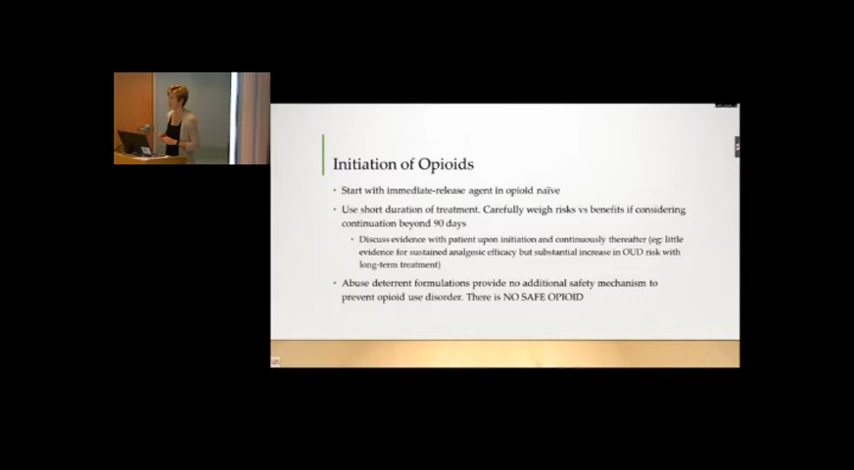 Initiation of Opioids
Start with immediate-release agent in opioid naïve
Use short duration of treatment. Carefully weigh risks vs benefits if considering
continuation beyond 90 days
Discuss evidence with patient upon initiation and continuously thereafter (eg: little
evidence for sustained analgesic efficacy but substantial increase in OUD risk with
long-term treatment)
Abuse deterrent formulations provide no additional safety mechanism to
prevent opioid use disorder. There is NO SAFE OPIOID